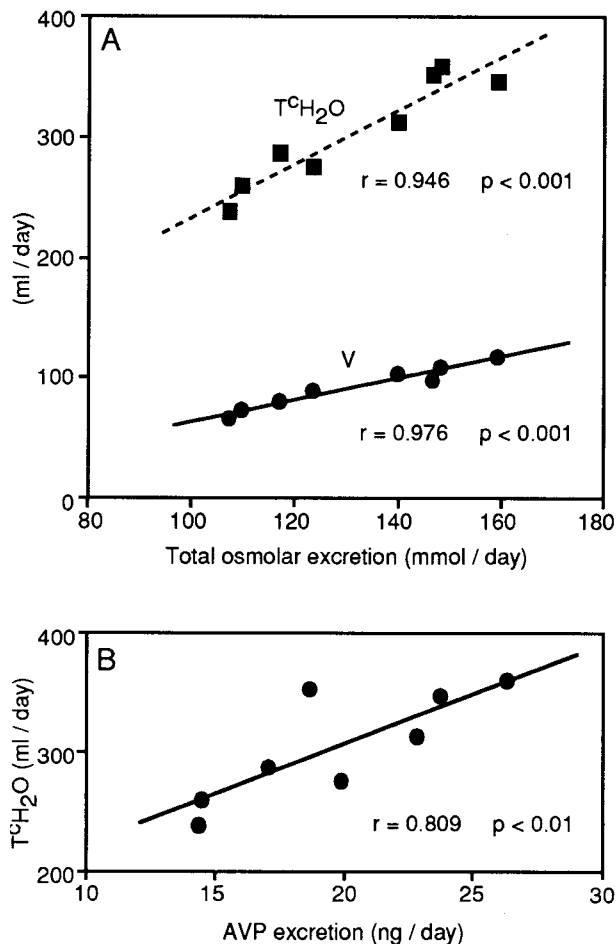 A
400
300
200
100
0
(ml / day)
TᶜH₂O
r = 0.946 p < 0.001
V
r = 0.976 p < 0.001
80 100 120 140 160 180
Total osmolar excretion (mmol / day)
B
400
300
200
TᶜH₂O (ml / day)
r = 0.809 p < 0.01
10 15 20 25 30
AVP excretion (ng / day)